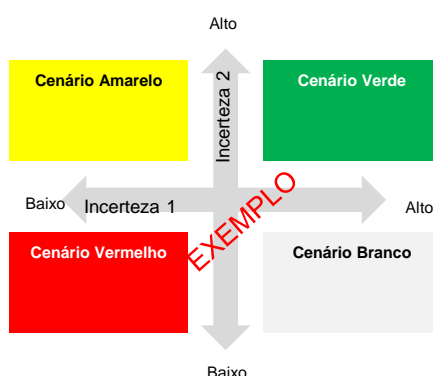 Alto
Cenário Amarelo
Incerteza 2
Cenário Verde
Baixo
Incerteza 1
Alto
EXEMPLO
Cenário Vermelho
Cenário Branco
Baixo